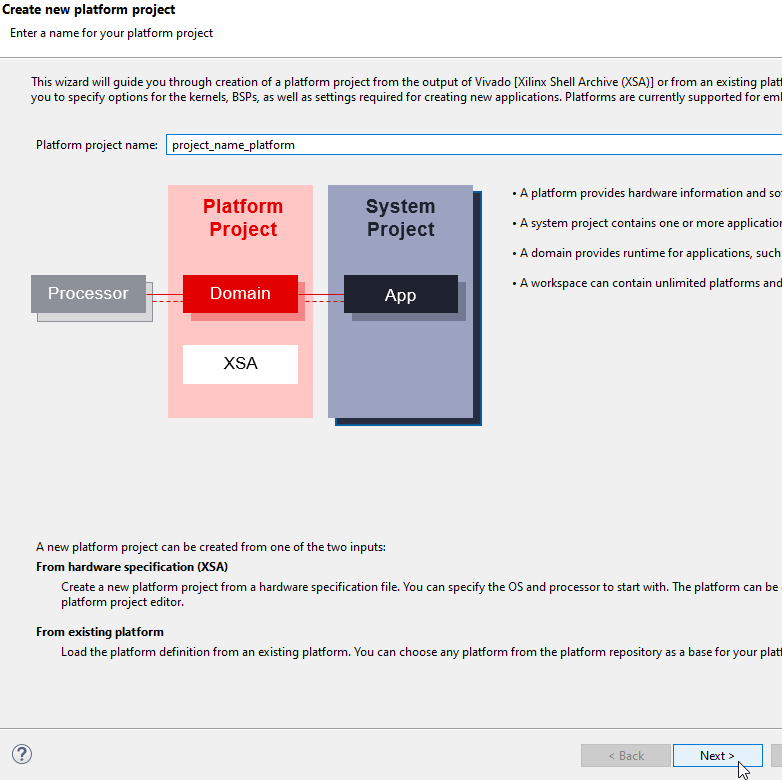 Create new platform project
Enter a name for your platform project
This wizard will guide you through creation of a platform project from the output of Vivado [Xilinx Shell Archive (XSA)] or from an existing plat
you to specify options for the kernels, BSPs, as well as settings required for creating new applications. Platforms are currently supported for em
Platform project name: project_name_platform
Platform
Project
System
Project
• A platform provides hardware information and so
• A system project contains one or more application
• A domain provides runtime for applications, such
• A workspace can contain unlimited platforms and
Processor
Domain
App
XSA
A new platform project can be created from one of the two inputs:
From hardware specification (XSA)
Create a new platform project from a hardware specification file. You can specify the OS and processor to start with. The platform can be
platform project editor.
From existing platform
Load the platform definition from an existing platform. You can choose any platform from the platform repository as a base for your plat
?
< Back
Next >